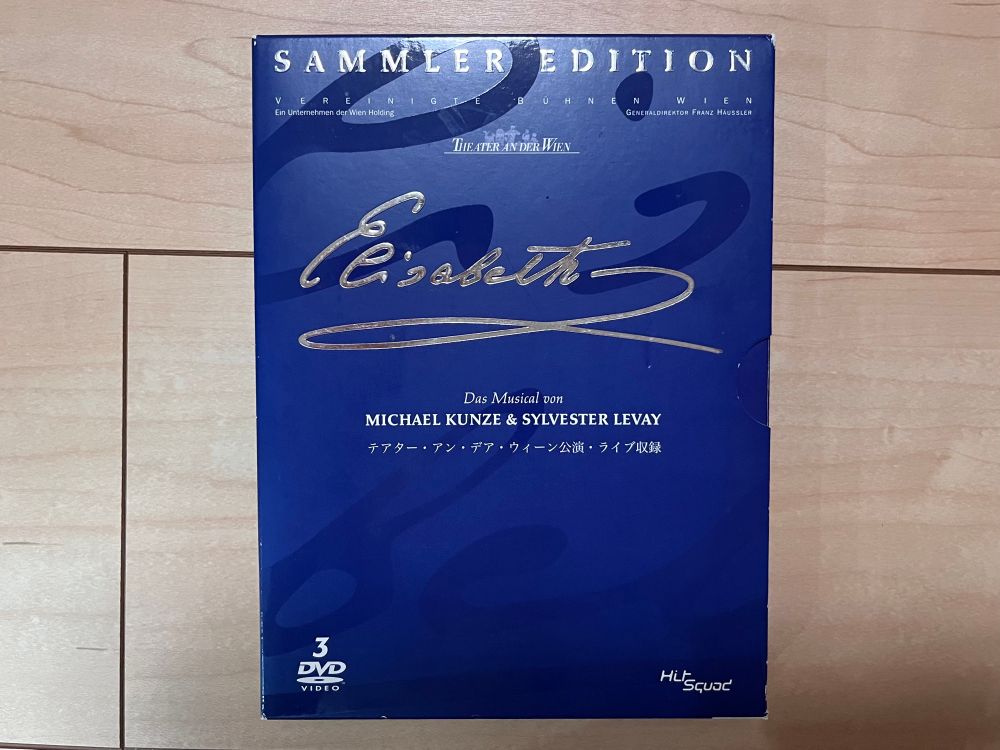 SAMMLER EDITION
VEREINIGTE BÜHNEN WIEN
Ein Unternehmen der Wien Holding
GENERALDIREKTOR FRANZ HÄUSSLER
THEATER AN DER WIEN
Elisabeth
Das Musical von
MICHAEL KUNZE & SYLVESTER LEVAY
テアター・アン・デア・ウィーン公演・ライブ収録
3
DVD
VIDEO
Hit
Squad